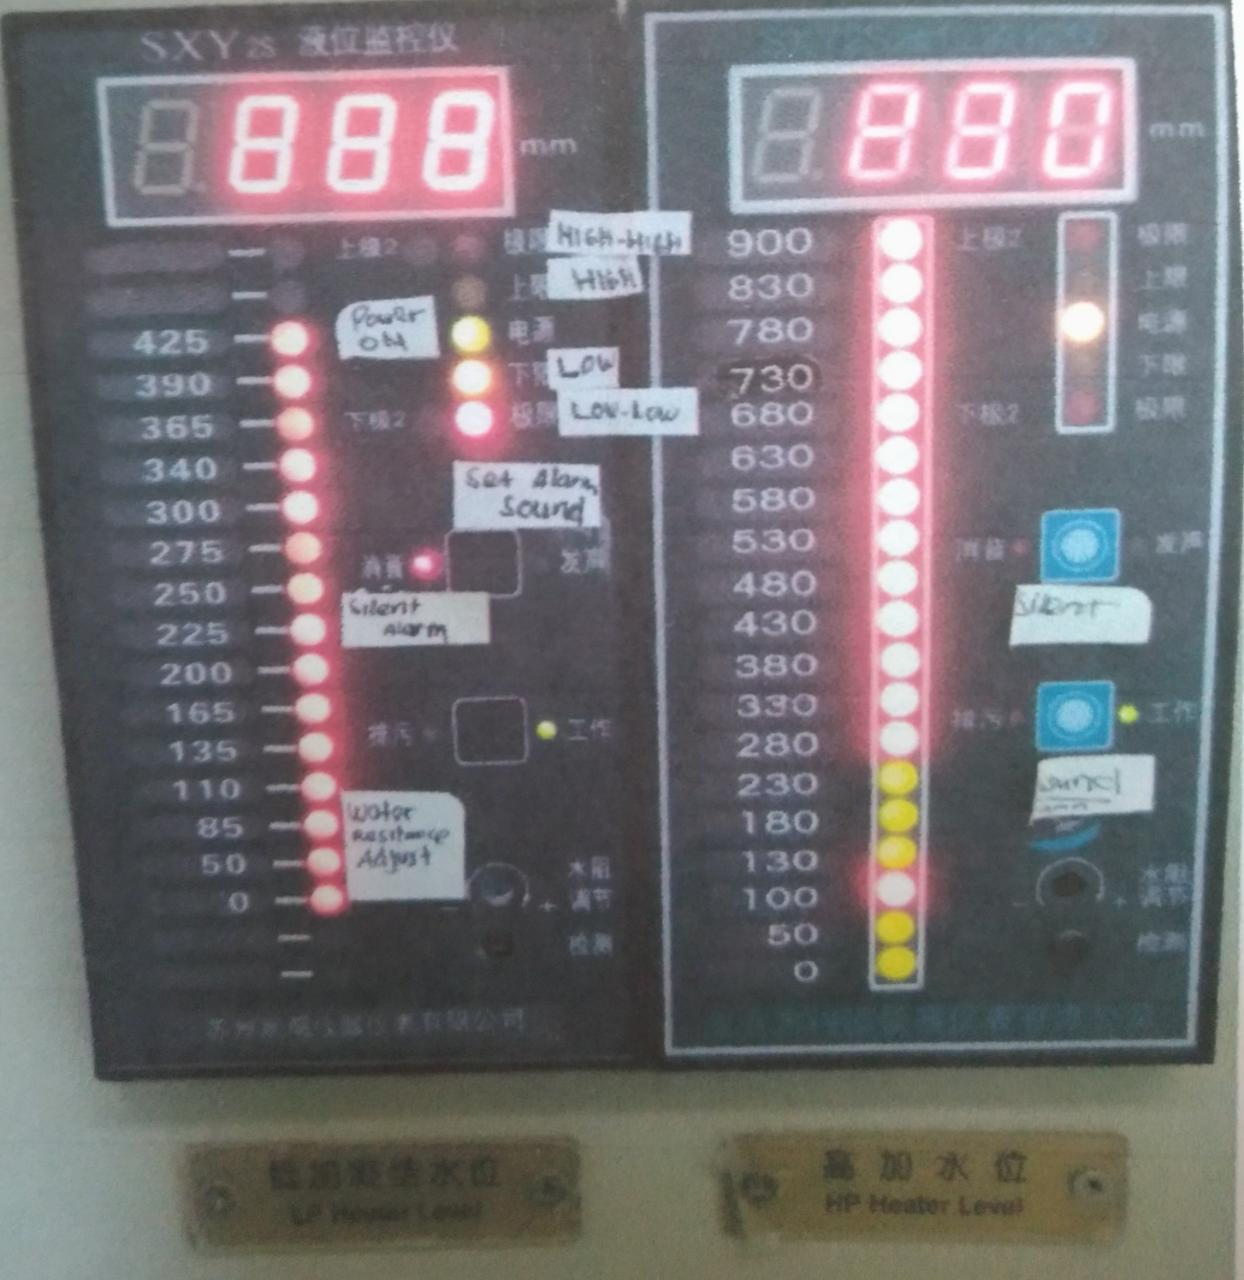 SXY2S 液位监控仪
888
mm
上极2
极限
HIGH-HIGH
上限
HIGH
Power
ON
电源
下限
LOW
下极2
极限
LOW-LOW
425
390
365
340
300
275
250
225
200
165
135
110
85
50
0
Set Alarm
Sound
消音
发声
Silent
Alarm
排污
工作
Water
Resitance
Adjust
水阻
调节
- +
检测
mm
900
830
780
730
680
630
580
530
480
430
380
330
280
230
180
130
100
50
0
上极2
极限
上限
电源
下限
下极2
极限
消音
发声
Silent
排污
工作
水阻
调节
- +
检测
LP Heater Level
高加水位
HP Heater Level